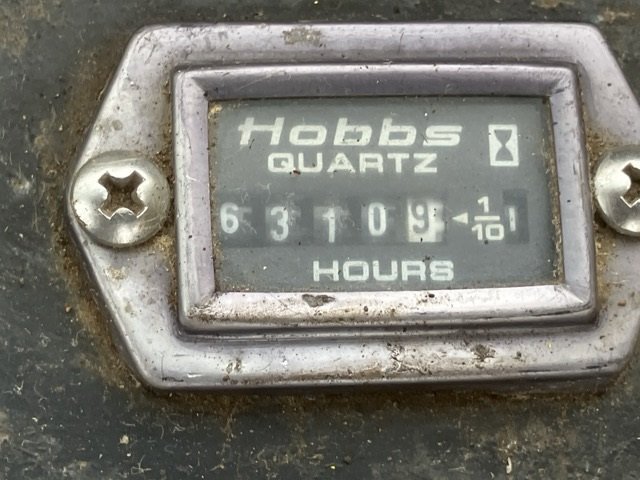 Hobbs
QUARTZ
63109 ◄ 1/10
HOURS